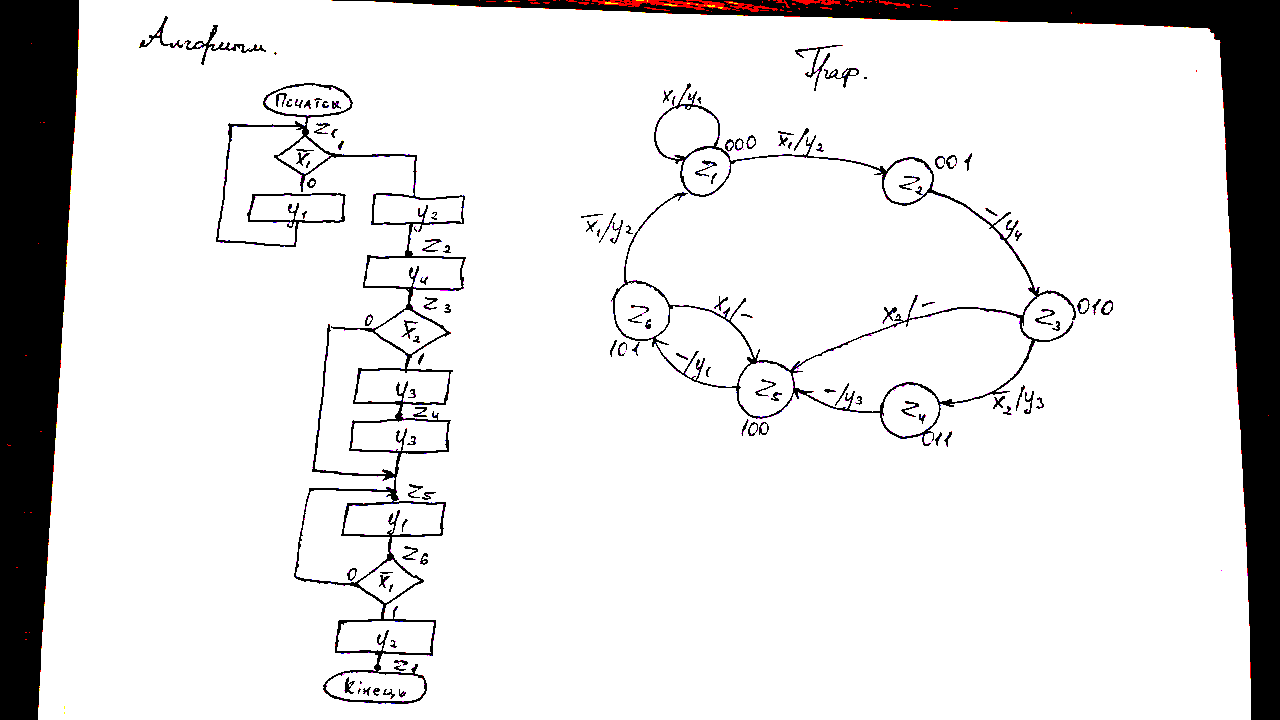 Алгоритм.
Початок
Z₁
x̅₁
1
0
y₁
y₂
Z₂
y₄
Z₃
0
x̅₂
1
y₃
Z₄
y₃
Z₅
y₁
Z₆
0
x̅₁
1
y₂
Z₁
Кінець
Граф.
x₁/y₁
Z₁
000
x̅₁/y₂
Z₂
001
-/y₄
Z₃
010
x̅₂/y₃
x₂/-
Z₄
011
-/y₃
Z₅
100
-/y₁
x₁/-
Z₆
101
x̅₁/y₂